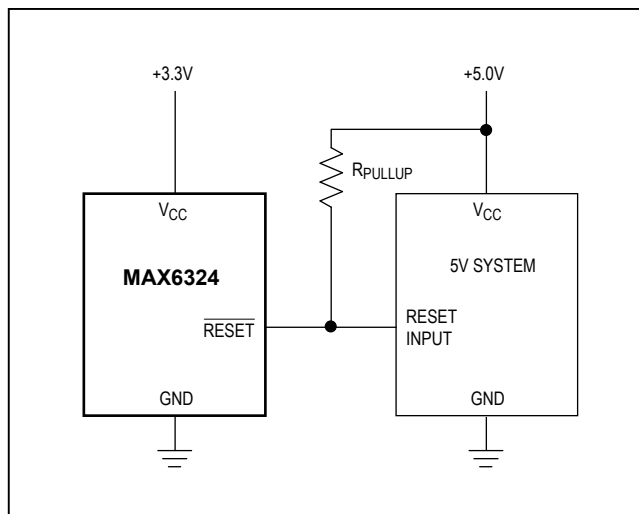 +3.3V
+5.0V
RPULLUP
VCC
VCC
MAX6324
5V SYSTEM
RESET
RESET
INPUT
GND
GND